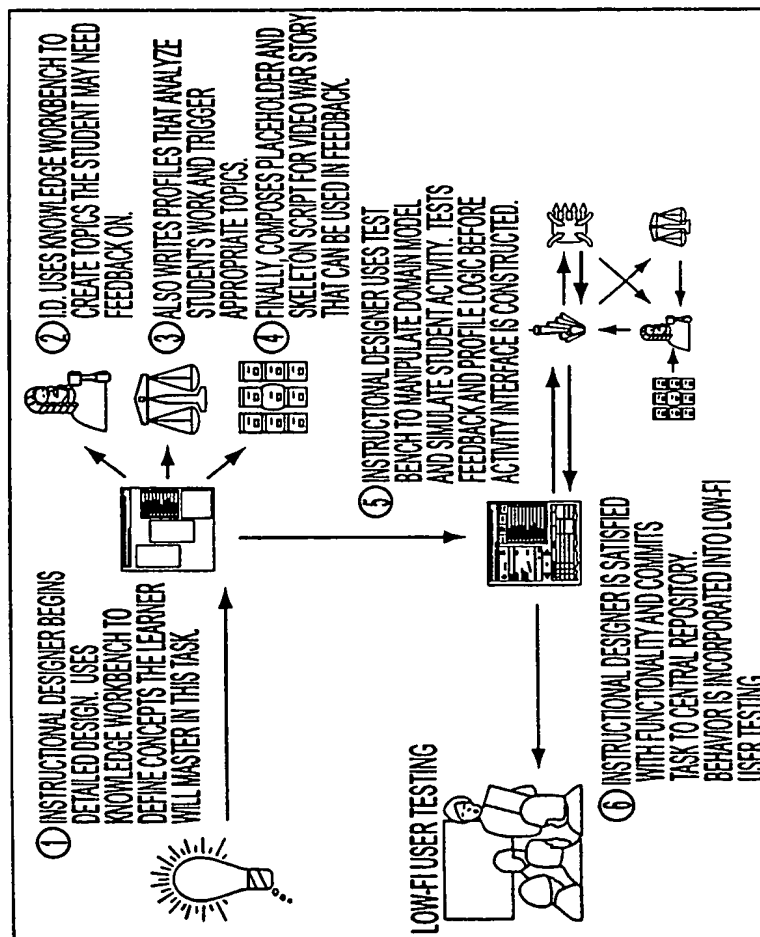 ① INSTRUCTIONAL DESIGNER BEGINS
DETAILED DESIGN. USES
KNOWLEDGE WORKBENCH TO
DEFINE CONCEPTS THE LEARNER
WILL MASTER IN THIS TASK.
② I.D. USES KNOWLEDGE WORKBENCH TO
CREATE TOPICS THE STUDENT MAY NEED
FEEDBACK ON.
③ ALSO WRITES PROFILES THAT ANALYZE
STUDENT'S WORK AND TRIGGER
APPROPRIATE TOPICS.
④ FINALLY, COMPOSES PLACEHOLDER AND
SKELETON SCRIPT FOR VIDEO WAR STORY
THAT CAN BE USED IN FEEDBACK.
⑤ INSTRUCTIONAL DESIGNER USES TEST
BENCH TO MANIPULATE DOMAIN MODEL
AND SIMULATE STUDENT ACTIVITY. TESTS
FEEDBACK AND PROFILE LOGIC BEFORE
ACTIVITY INTERFACE IS CONSTRUCTED.
LOW-FI USER TESTING
⑥ INSTRUCTIONAL DESIGNER IS SATISFIED
WITH FUNCTIONALITY AND COMMITS
TASK TO CENTRAL REPOSITORY.
BEHAVIOR IS INCORPORATED INTO LOW-FI
USER TESTING